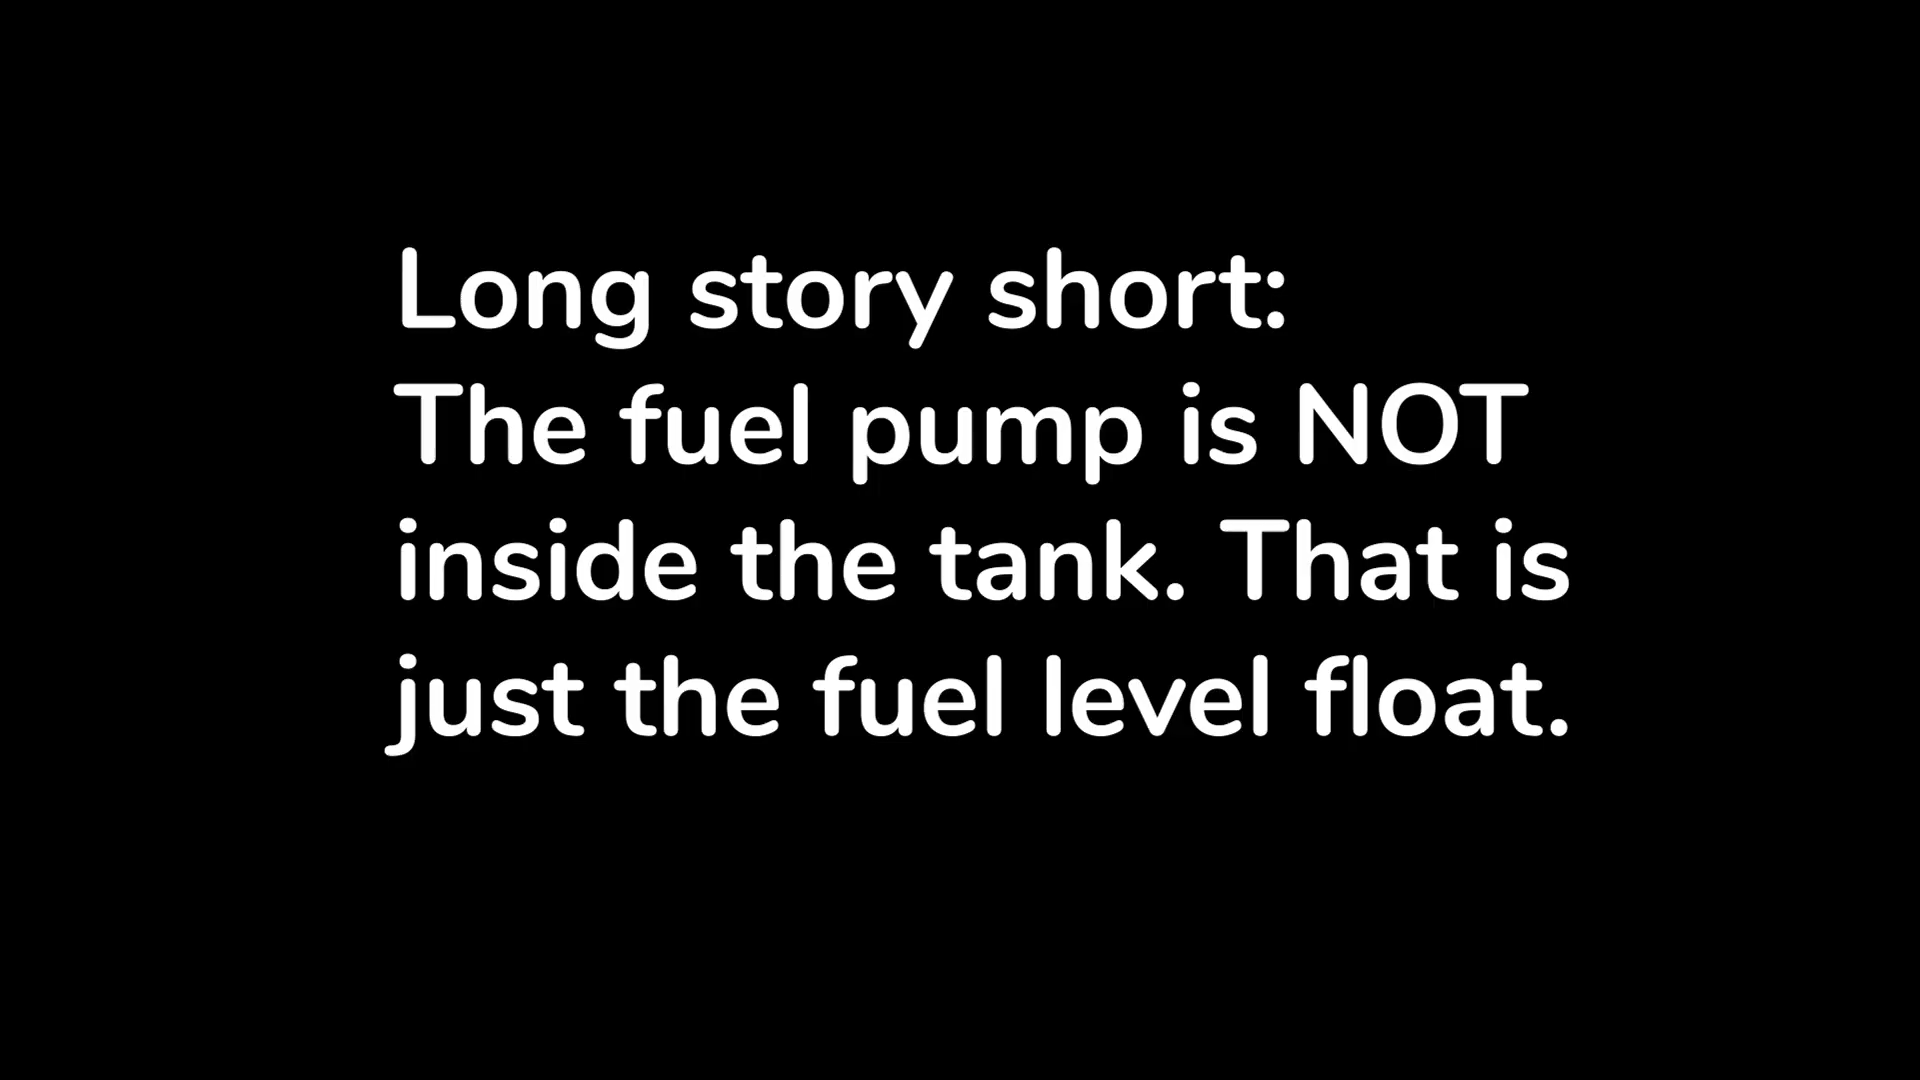 Long story short:
The fuel pump is NOT
inside the tank. That is
just the fuel level float.